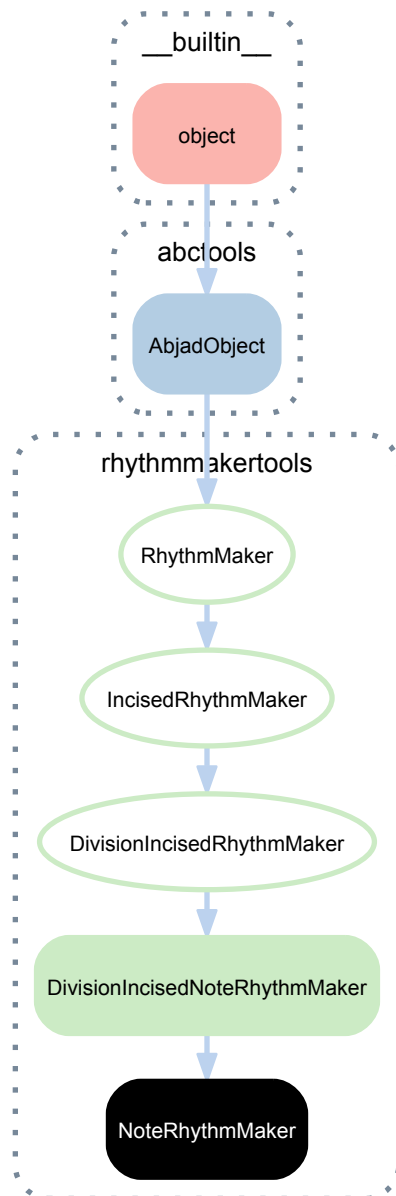 __builtin__
object
abctools
AbjadObject
rhythmmakertools
RhythmMaker
IncisedRhythmMaker
DivisionIncisedRhythmMaker
DivisionIncisedNoteRhythmMaker
NoteRhythmMaker